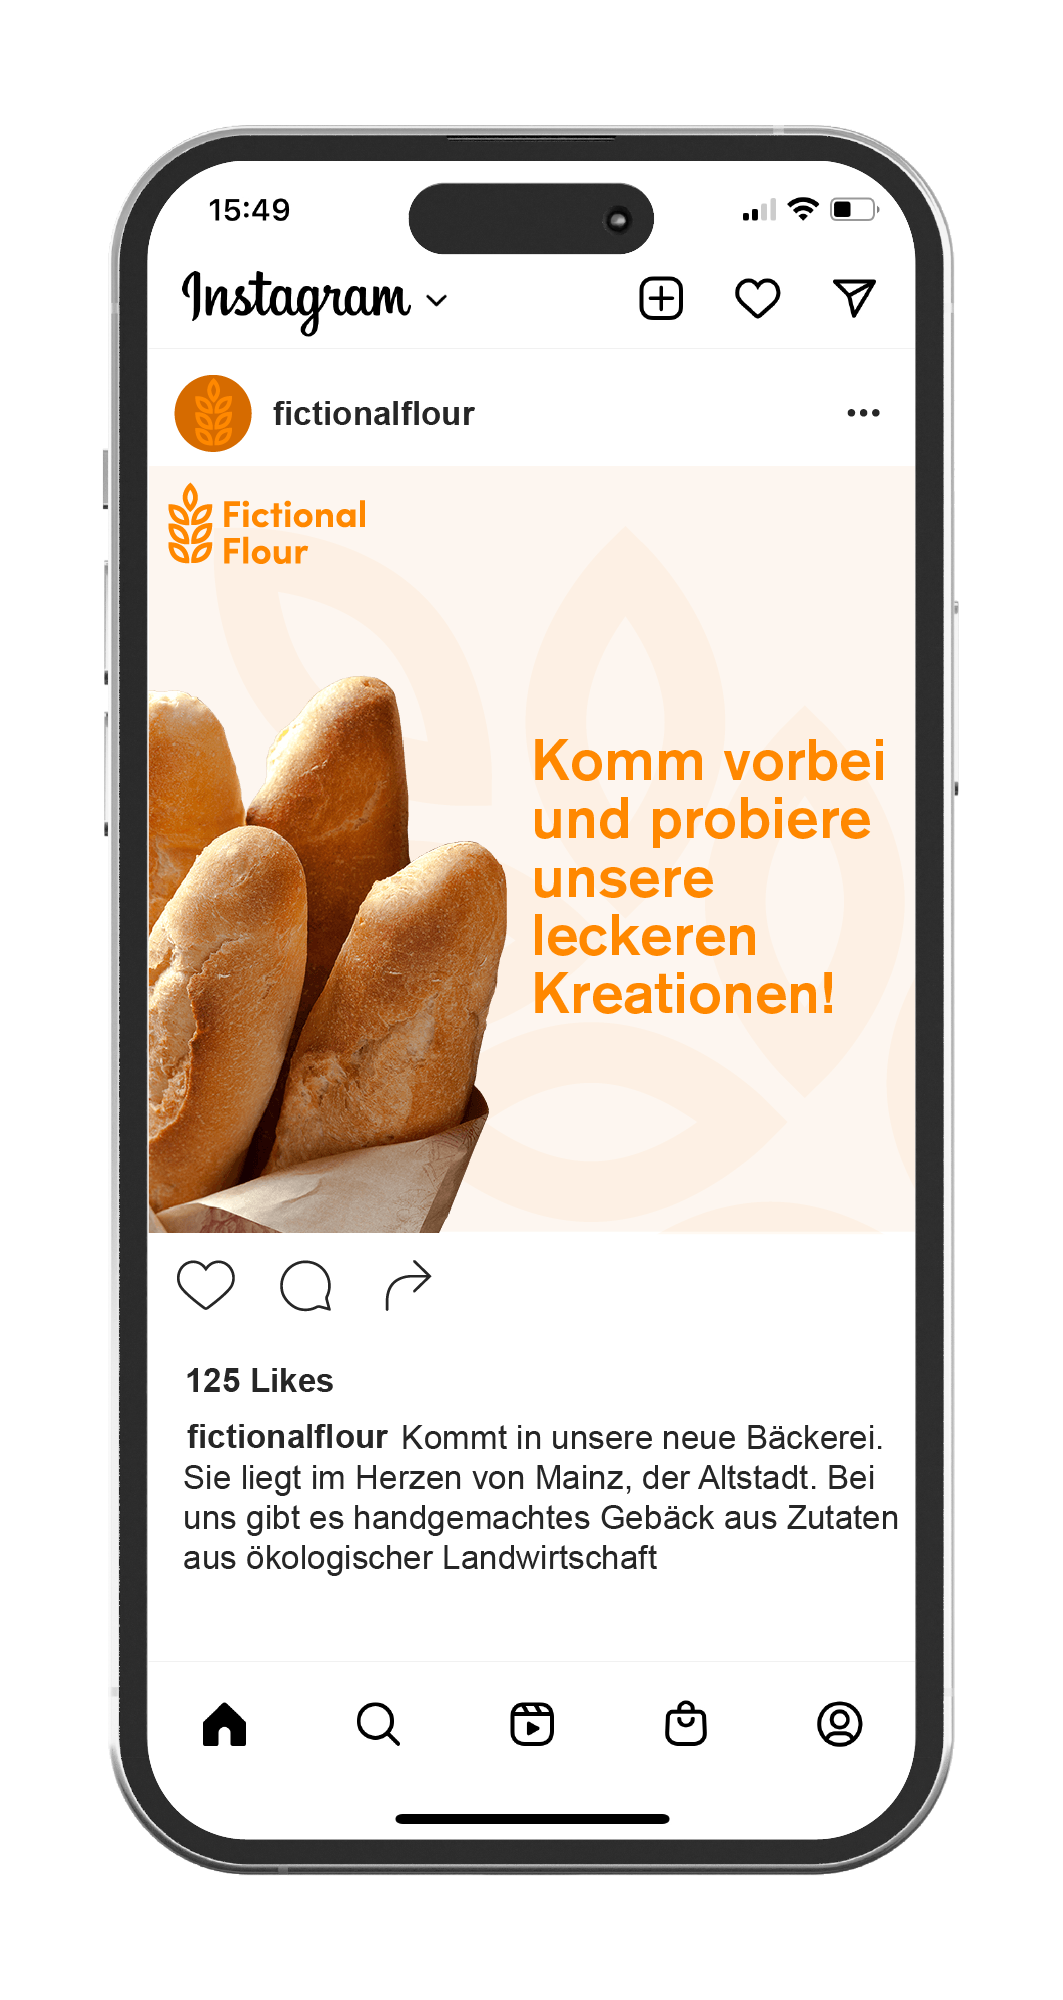 15:49
Instagram
fictionalflour
Fictional
Flour
Komm vorbei
und probiere
unsere
leckeren
Kreationen!
125 Likes
fictionalflour Kommt in unsere neue Bäckerei.
Sie liegt im Herzen von Mainz, der Altstadt. Bei
uns gibt es handgemachtes Gebäck aus Zutaten
aus ökologischer Landwirtschaft